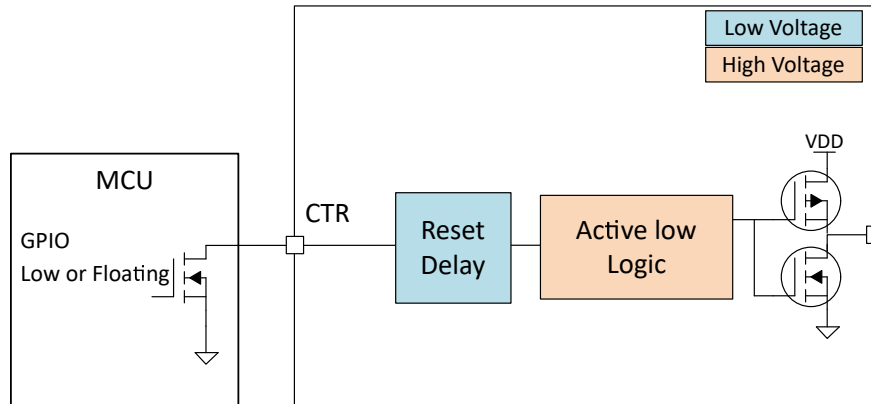 Low Voltage
High Voltage
VDD
MCU
CTR
GPIO
Low or Floating
Reset
Delay
Active low
Logic